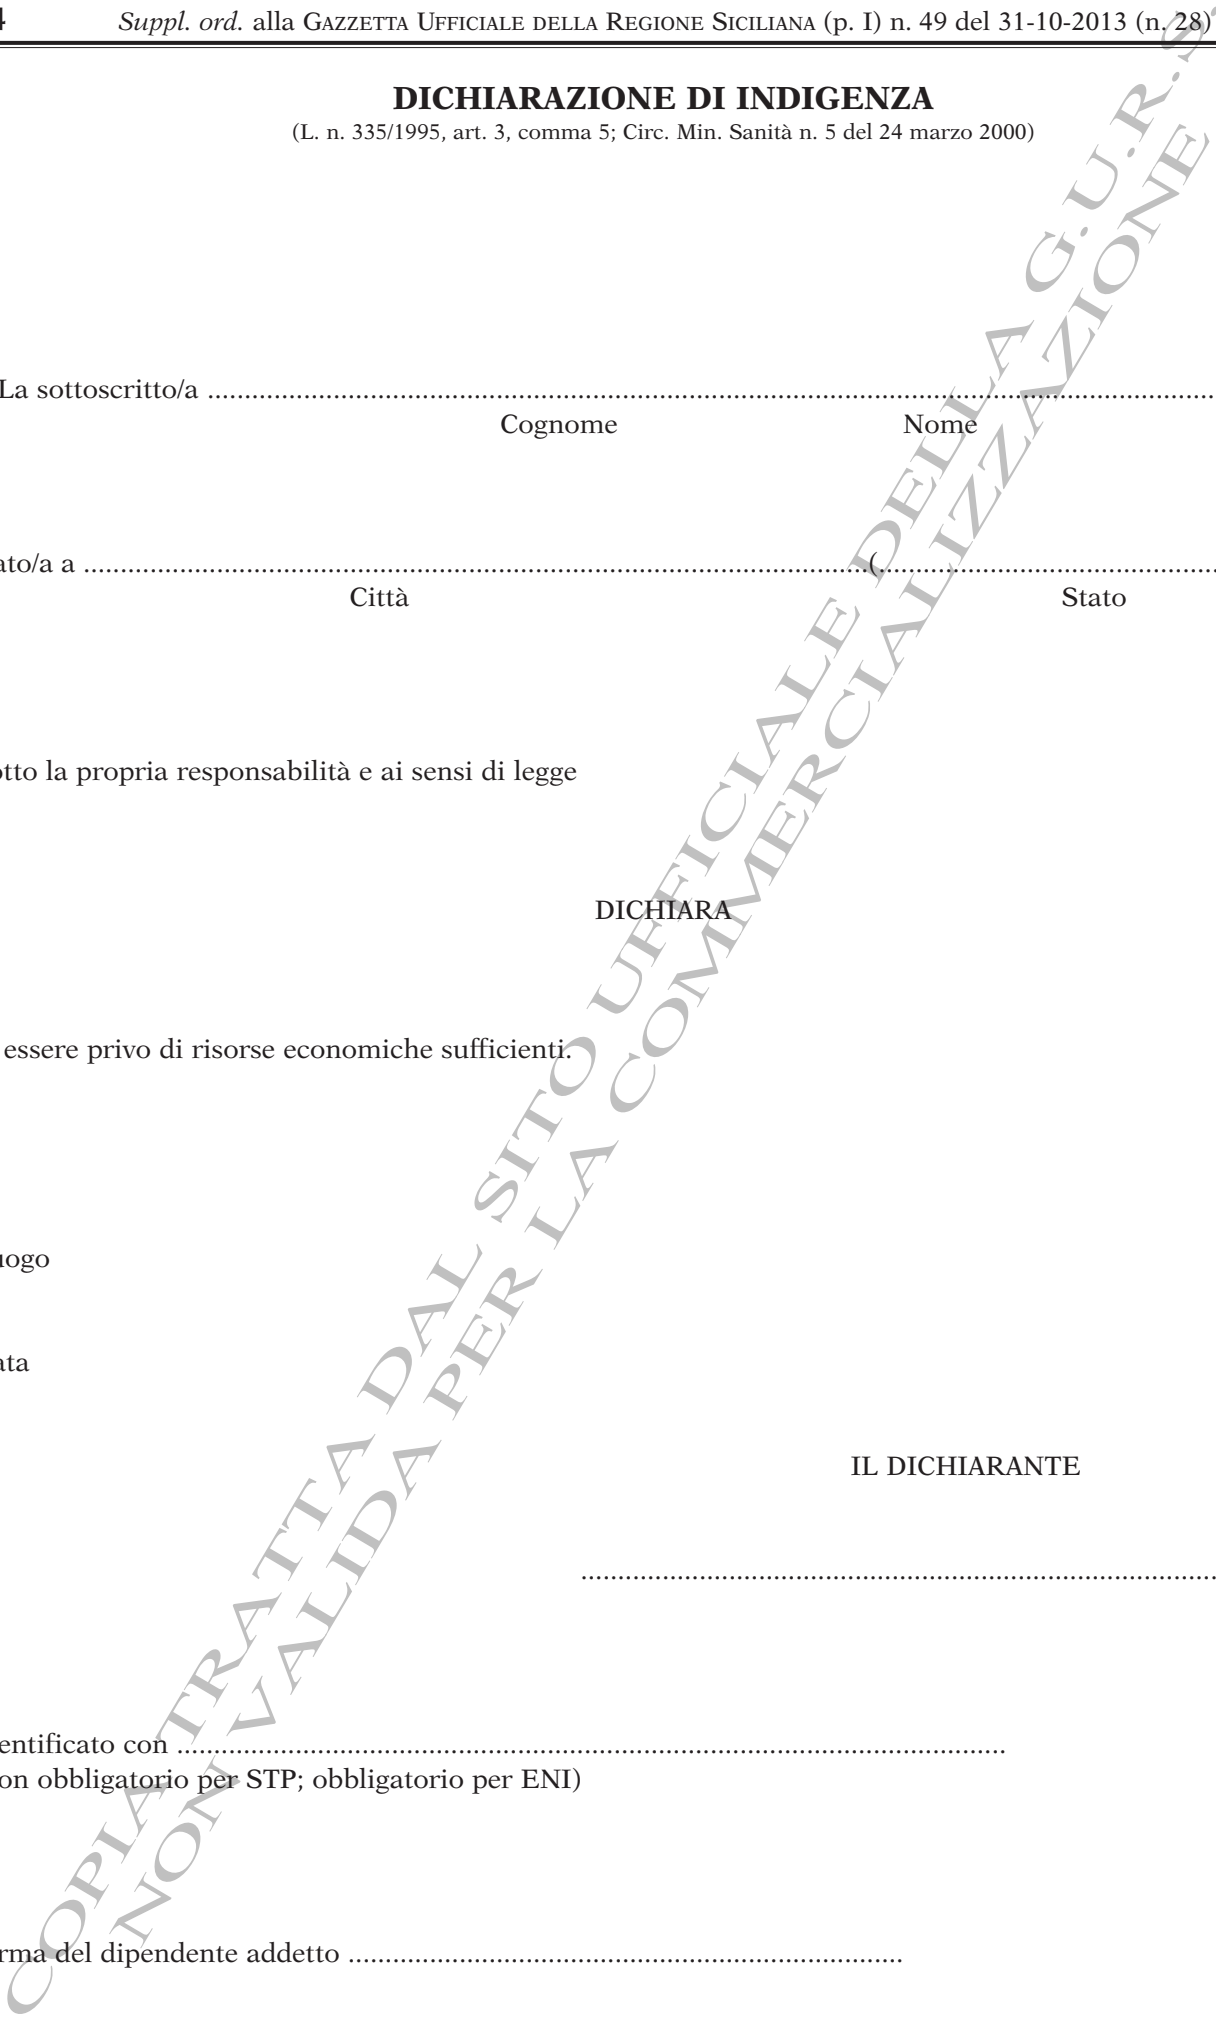 4 Suppl. ord. alla GAZZETTA UFFICIALE DELLA REGIONE SICILIANA (p. I) n. 49 del 31-10-2013 (n. 28)
DICHIARAZIONE DI INDIGENZA
(L. n. 335/1995, art. 3, comma 5; Circ. Min. Sanità n. 5 del 24 marzo 2000)
La sottoscritto/a ..........................................................................................................................................
Cognome Nome
ato/a a ..........................................................................................................(..............................................
Città Stato
otto la propria responsabilità e ai sensi di legge
DICHIARA
essere privo di risorse economiche sufficienti.
uogo
ata
IL DICHIARANTE
......................................................................................
entificato con ................................................................................................................
on obbligatorio per STP; obbligatorio per ENI)
rma del dipendente addetto ...........................................................................
COPIA TRATTA DAL SITO UFFICIALE DELLA G.U.R.S.
NON VALIDA PER LA COMMERCIALIZZAZIONE